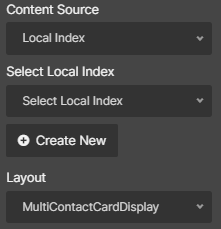 Content Source
Local Index
Select Local Index
Select Local Index
Create New
Layout
MultiContactCardDisplay